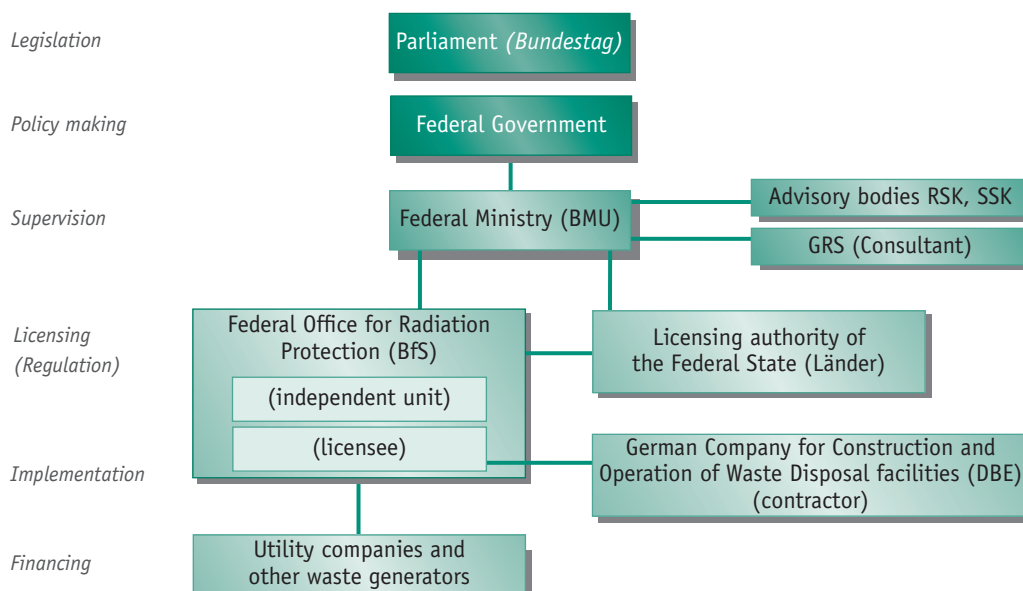 Legislation
Parliament (Bundestag)
Policy making
Federal Government
Supervision
Federal Ministry (BMU)
Advisory bodies RSK, SSK
GRS (Consultant)
Licensing
(Regulation)
Federal Office for Radiation
Protection (BfS)
(independent unit)
(licensee)
Licensing authority of
the Federal State (Länder)
Implementation
German Company for Construction and
Operation of Waste Disposal facilities (DBE)
(contractor)
Financing
Utility companies and
other waste generators